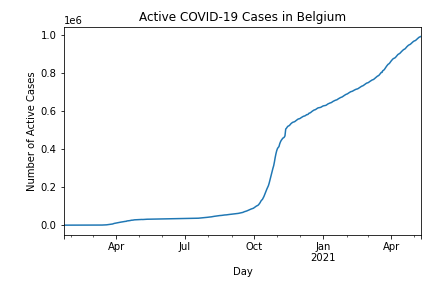 Active COVID-19 Cases in Belgium
1e6
1.0
0.8
0.6
0.4
0.2
0.0
Number of Active Cases
Apr
Jul
Oct
Jan
2021
Apr
Day